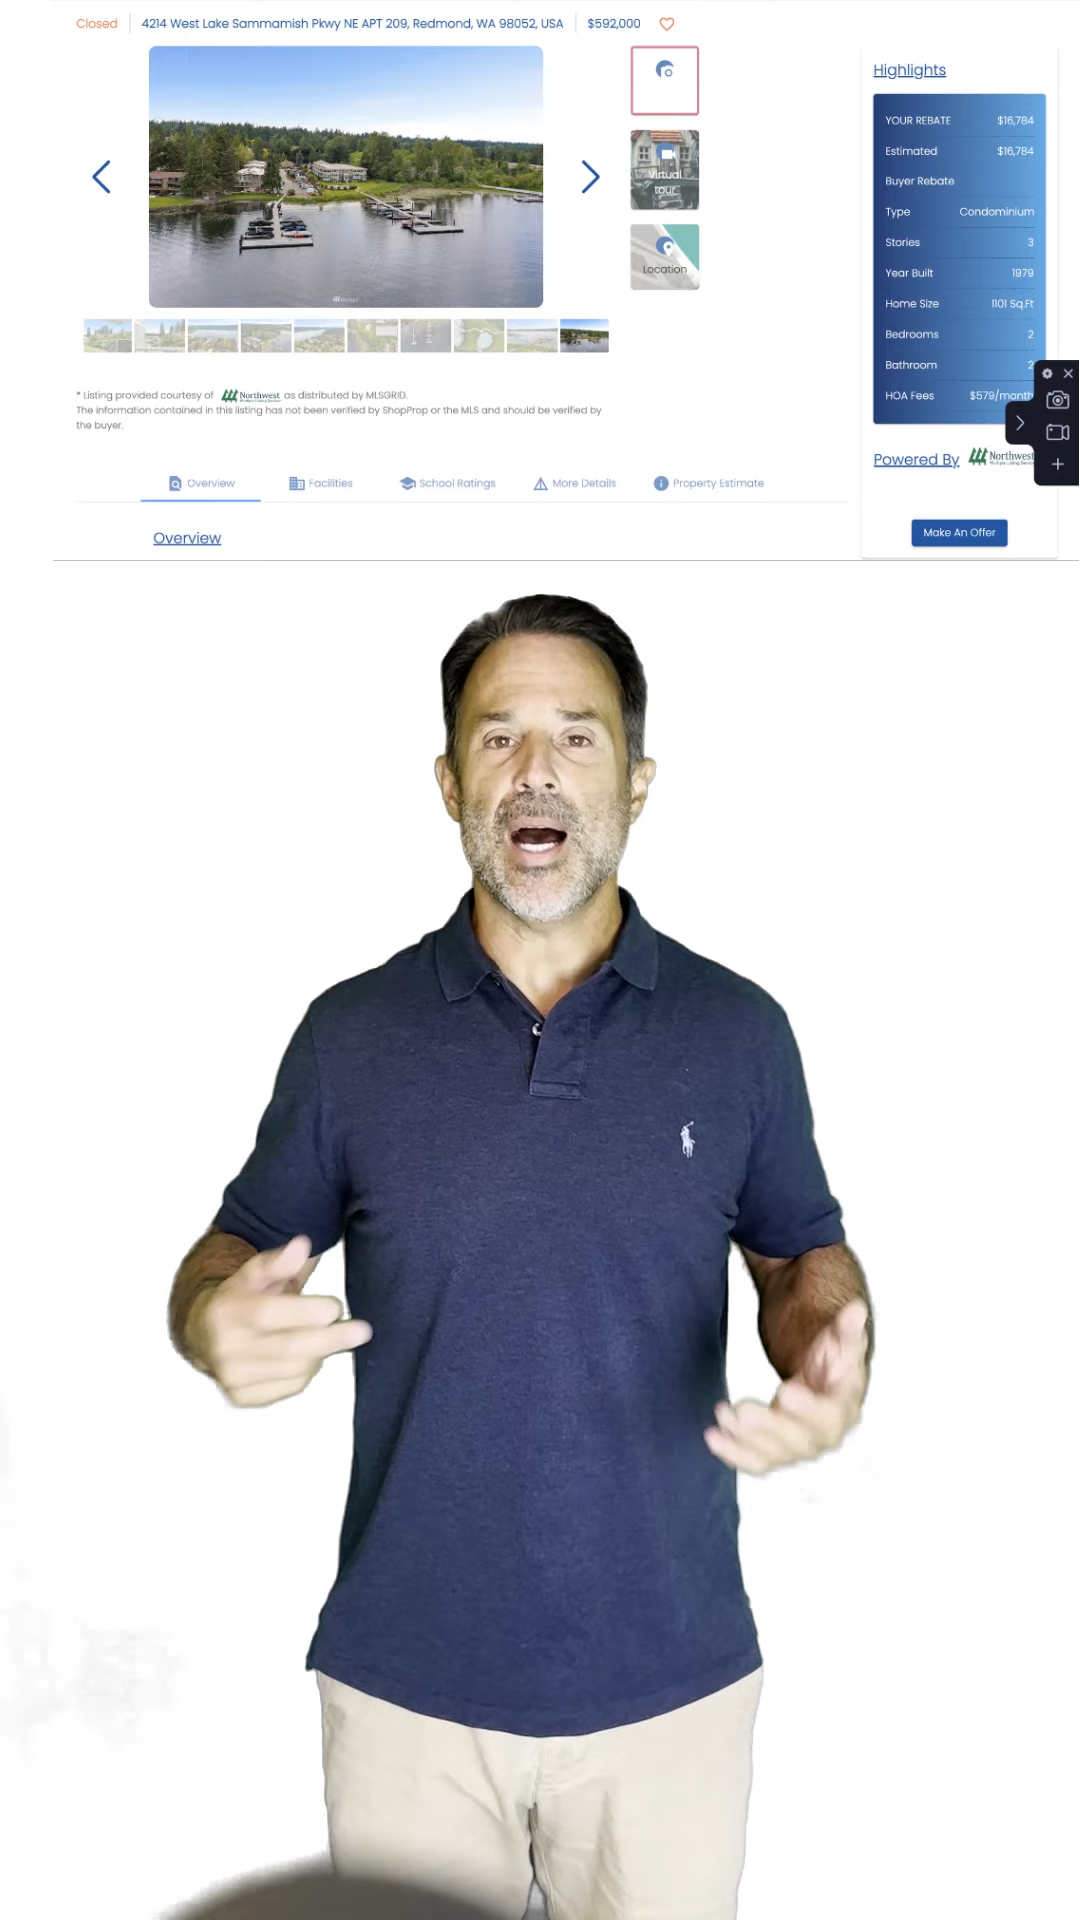 Closed
4214 West Lake Sammamish Pkwy NE APT 209, Redmond, WA 98052, USA
$592,000
Virtual
tour
Location
* Listing provided courtesy of Northwest as distributed by MLSGRID.
The information contained in this listing has not been verified by ShopProp or the MLS and should be verified by
the buyer.
Overview
Facilities
School Ratings
More Details
Property Estimate
Overview
Highlights
YOUR REBATE $16,784
Estimated $16,784
Buyer Rebate
Type Condominium
Stories 3
Year Built 1979
Home Size 1101 Sq.Ft
Bedrooms 2
Bathroom 2
HOA Fees $579/month
Powered By Northwest
Make An Offer